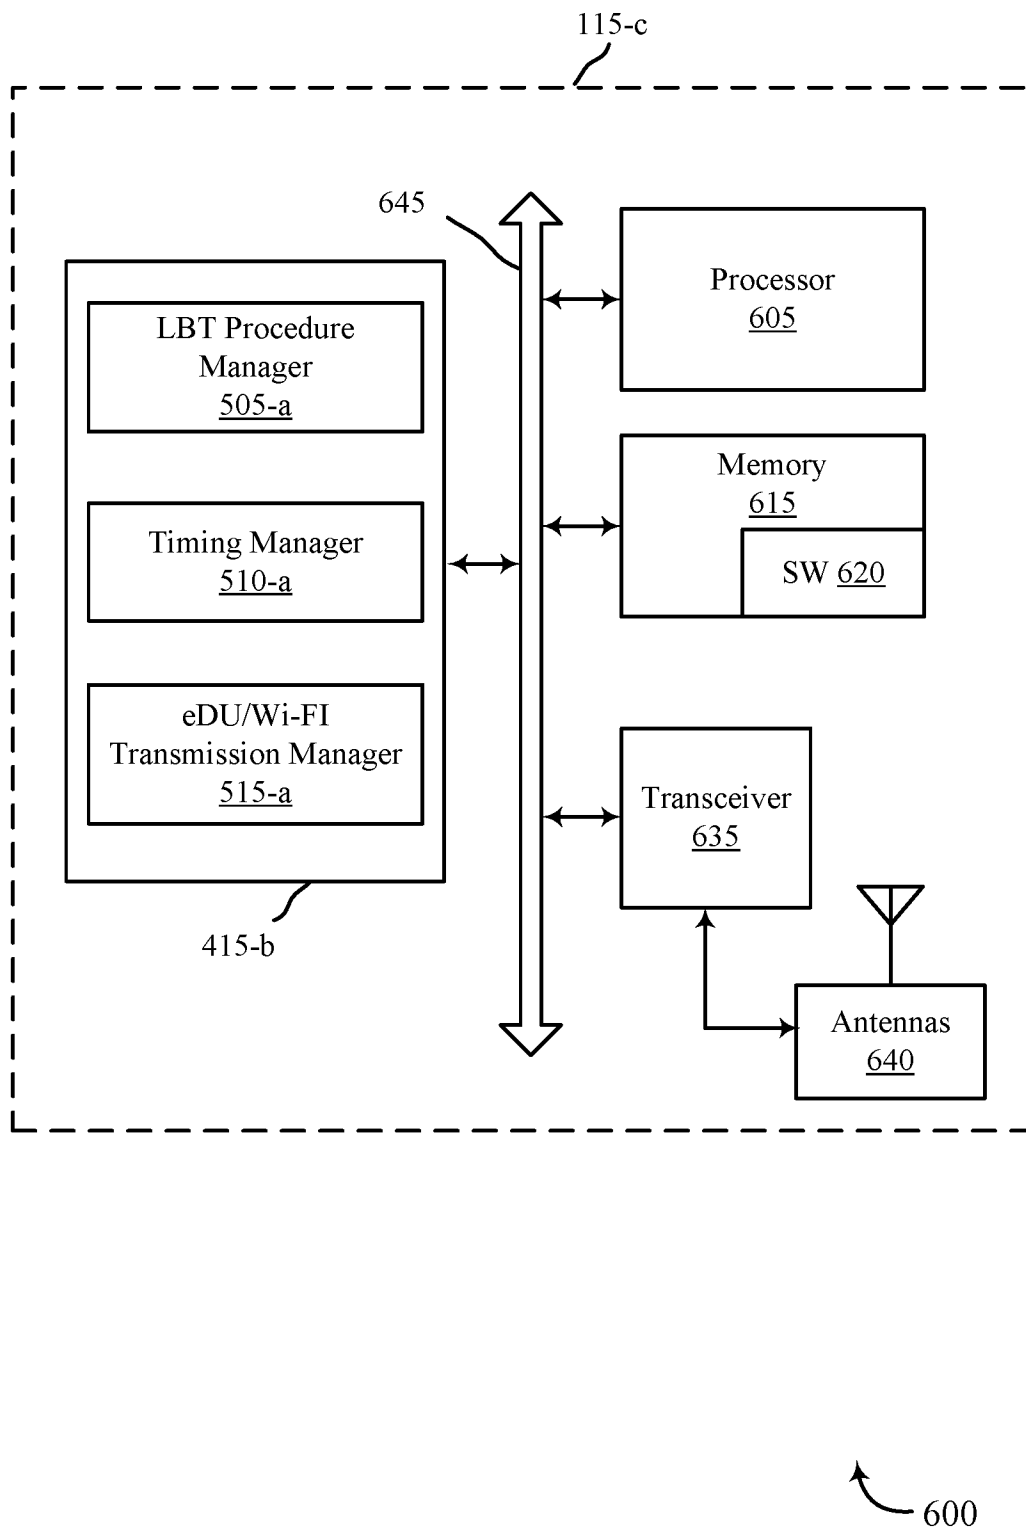 115-c
645
Processor
605
LBT Procedure
Manager
505-a
Memory
615
SW 620
Timing Manager
510-a
eDU/Wi-FI
Transmission Manager
515-a
Transceiver
635
415-b
Antennas
640
600